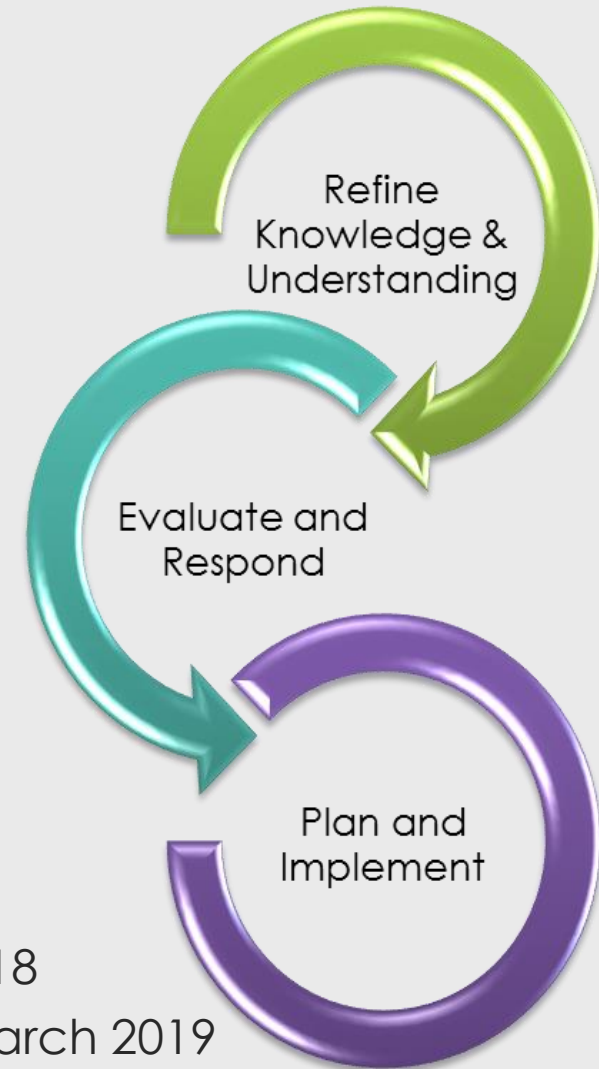 Refine
Knowledge &
Understanding
Evaluate and
Respond
Plan and
Implement
18
arch 2019